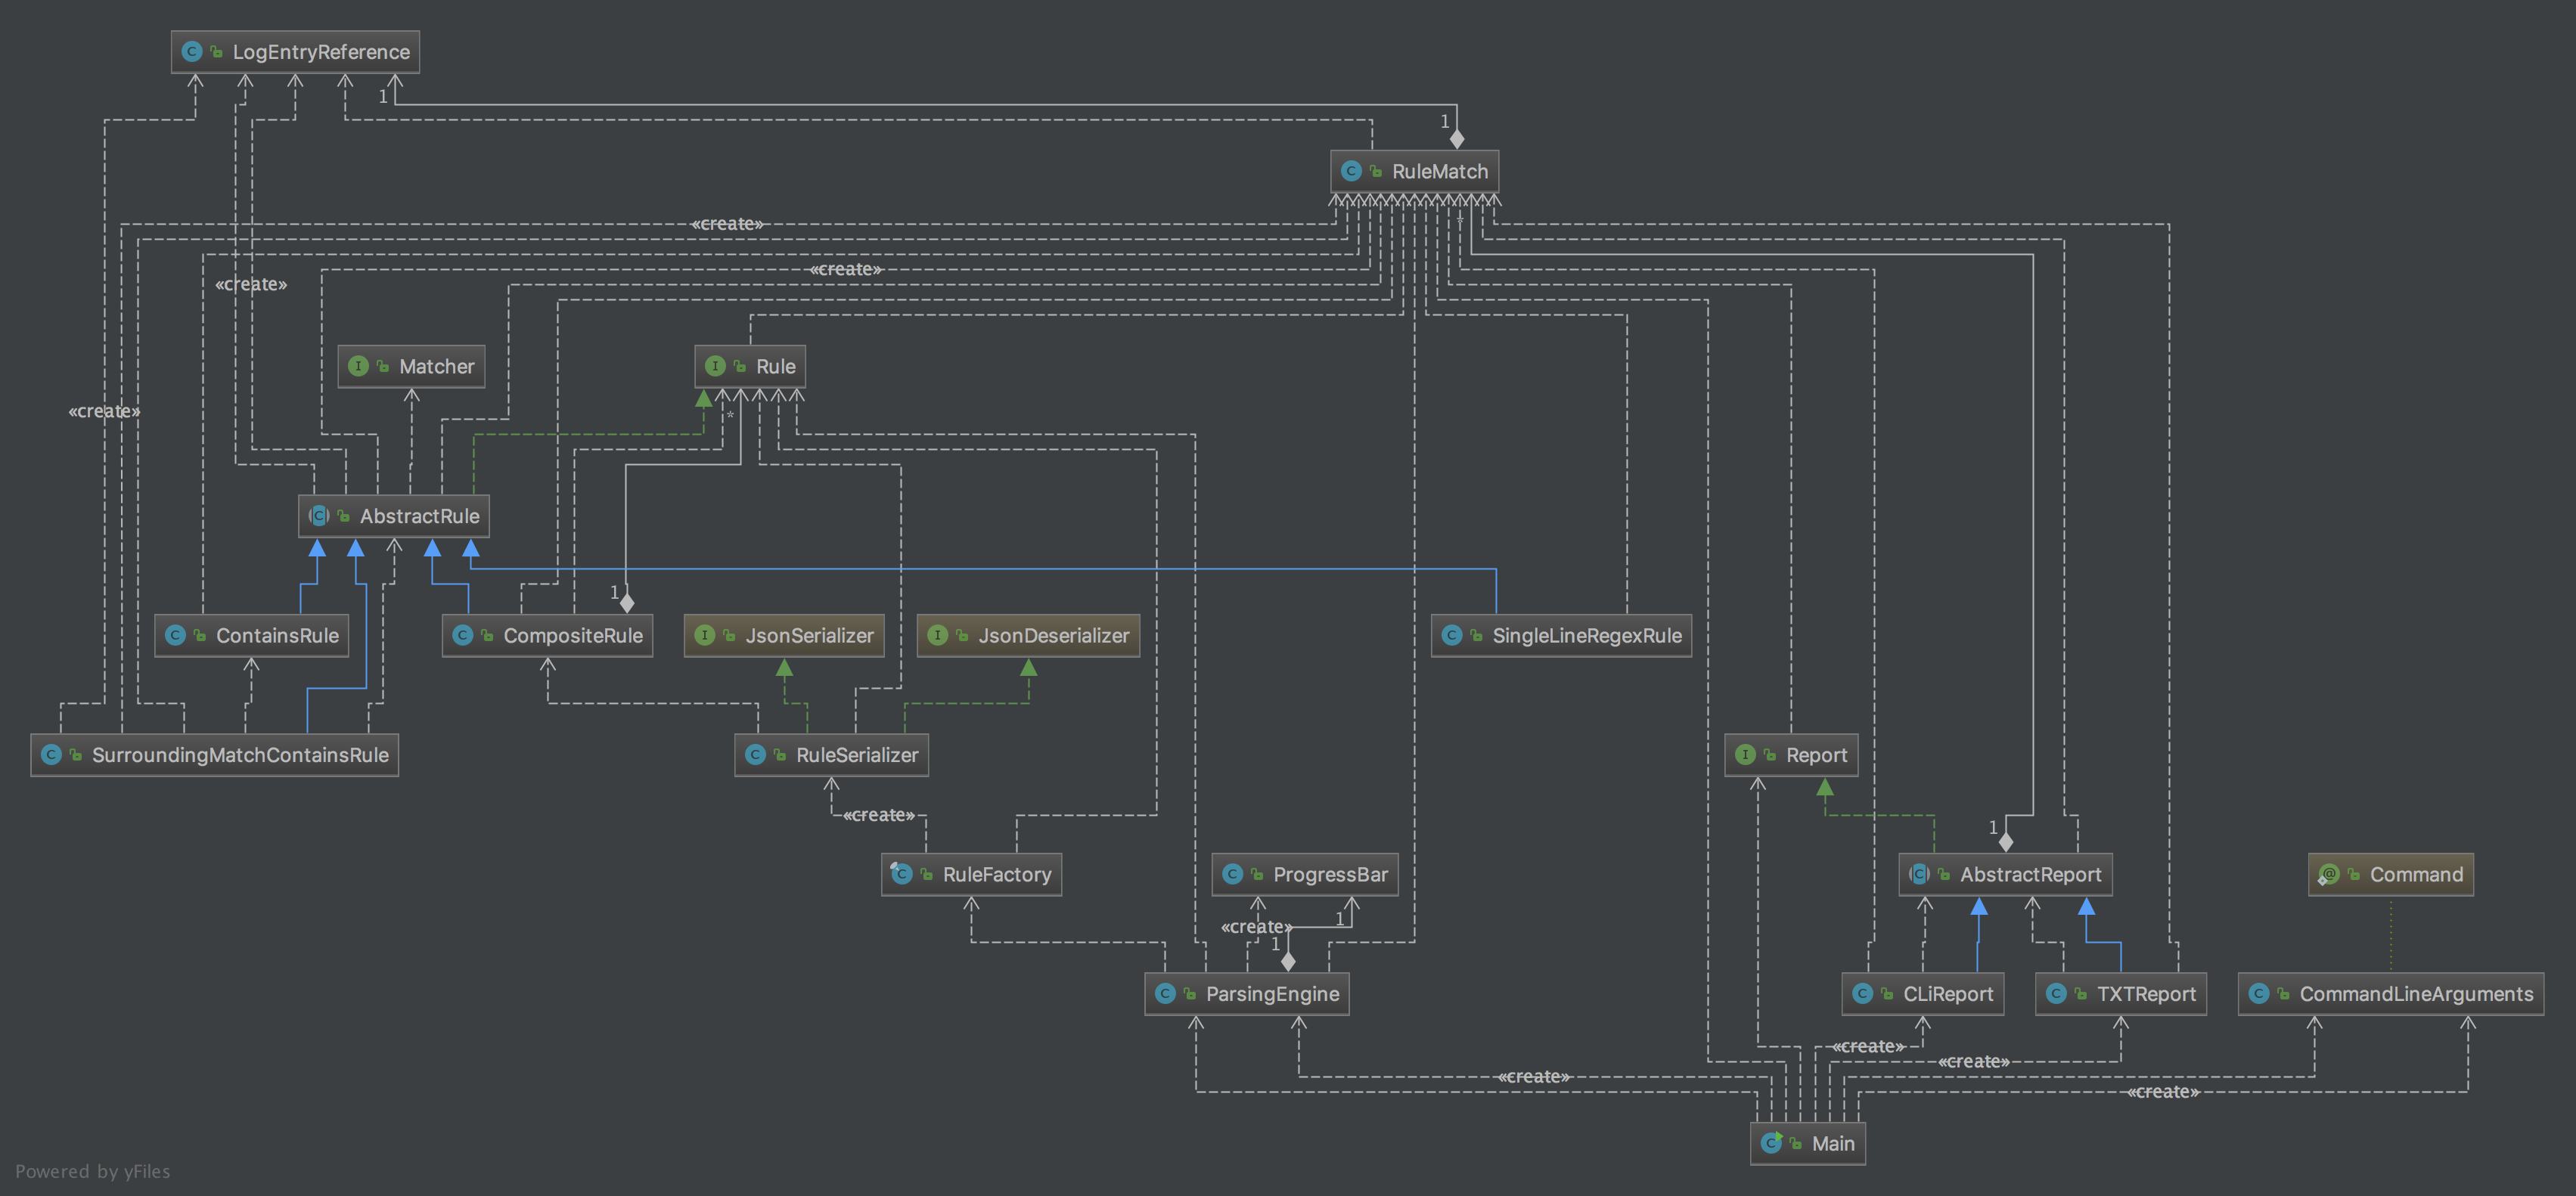 LogEntryReference
1
1
RuleMatch
«create»
*
«create»
«create»
Matcher
Rule
«create»
*
AbstractRule
1
ContainsRule
CompositeRule
JsonSerializer
JsonDeserializer
SingleLineRegexRule
SurroundingMatchContainsRule
RuleSerializer
Report
«create»
1
RuleFactory
ProgressBar
AbstractReport
Command
«create»
1
1
ParsingEngine
CLiReport
TXTReport
CommandLineArguments
«create»
«create»
«create»
«create»
Main
Powered by yFiles